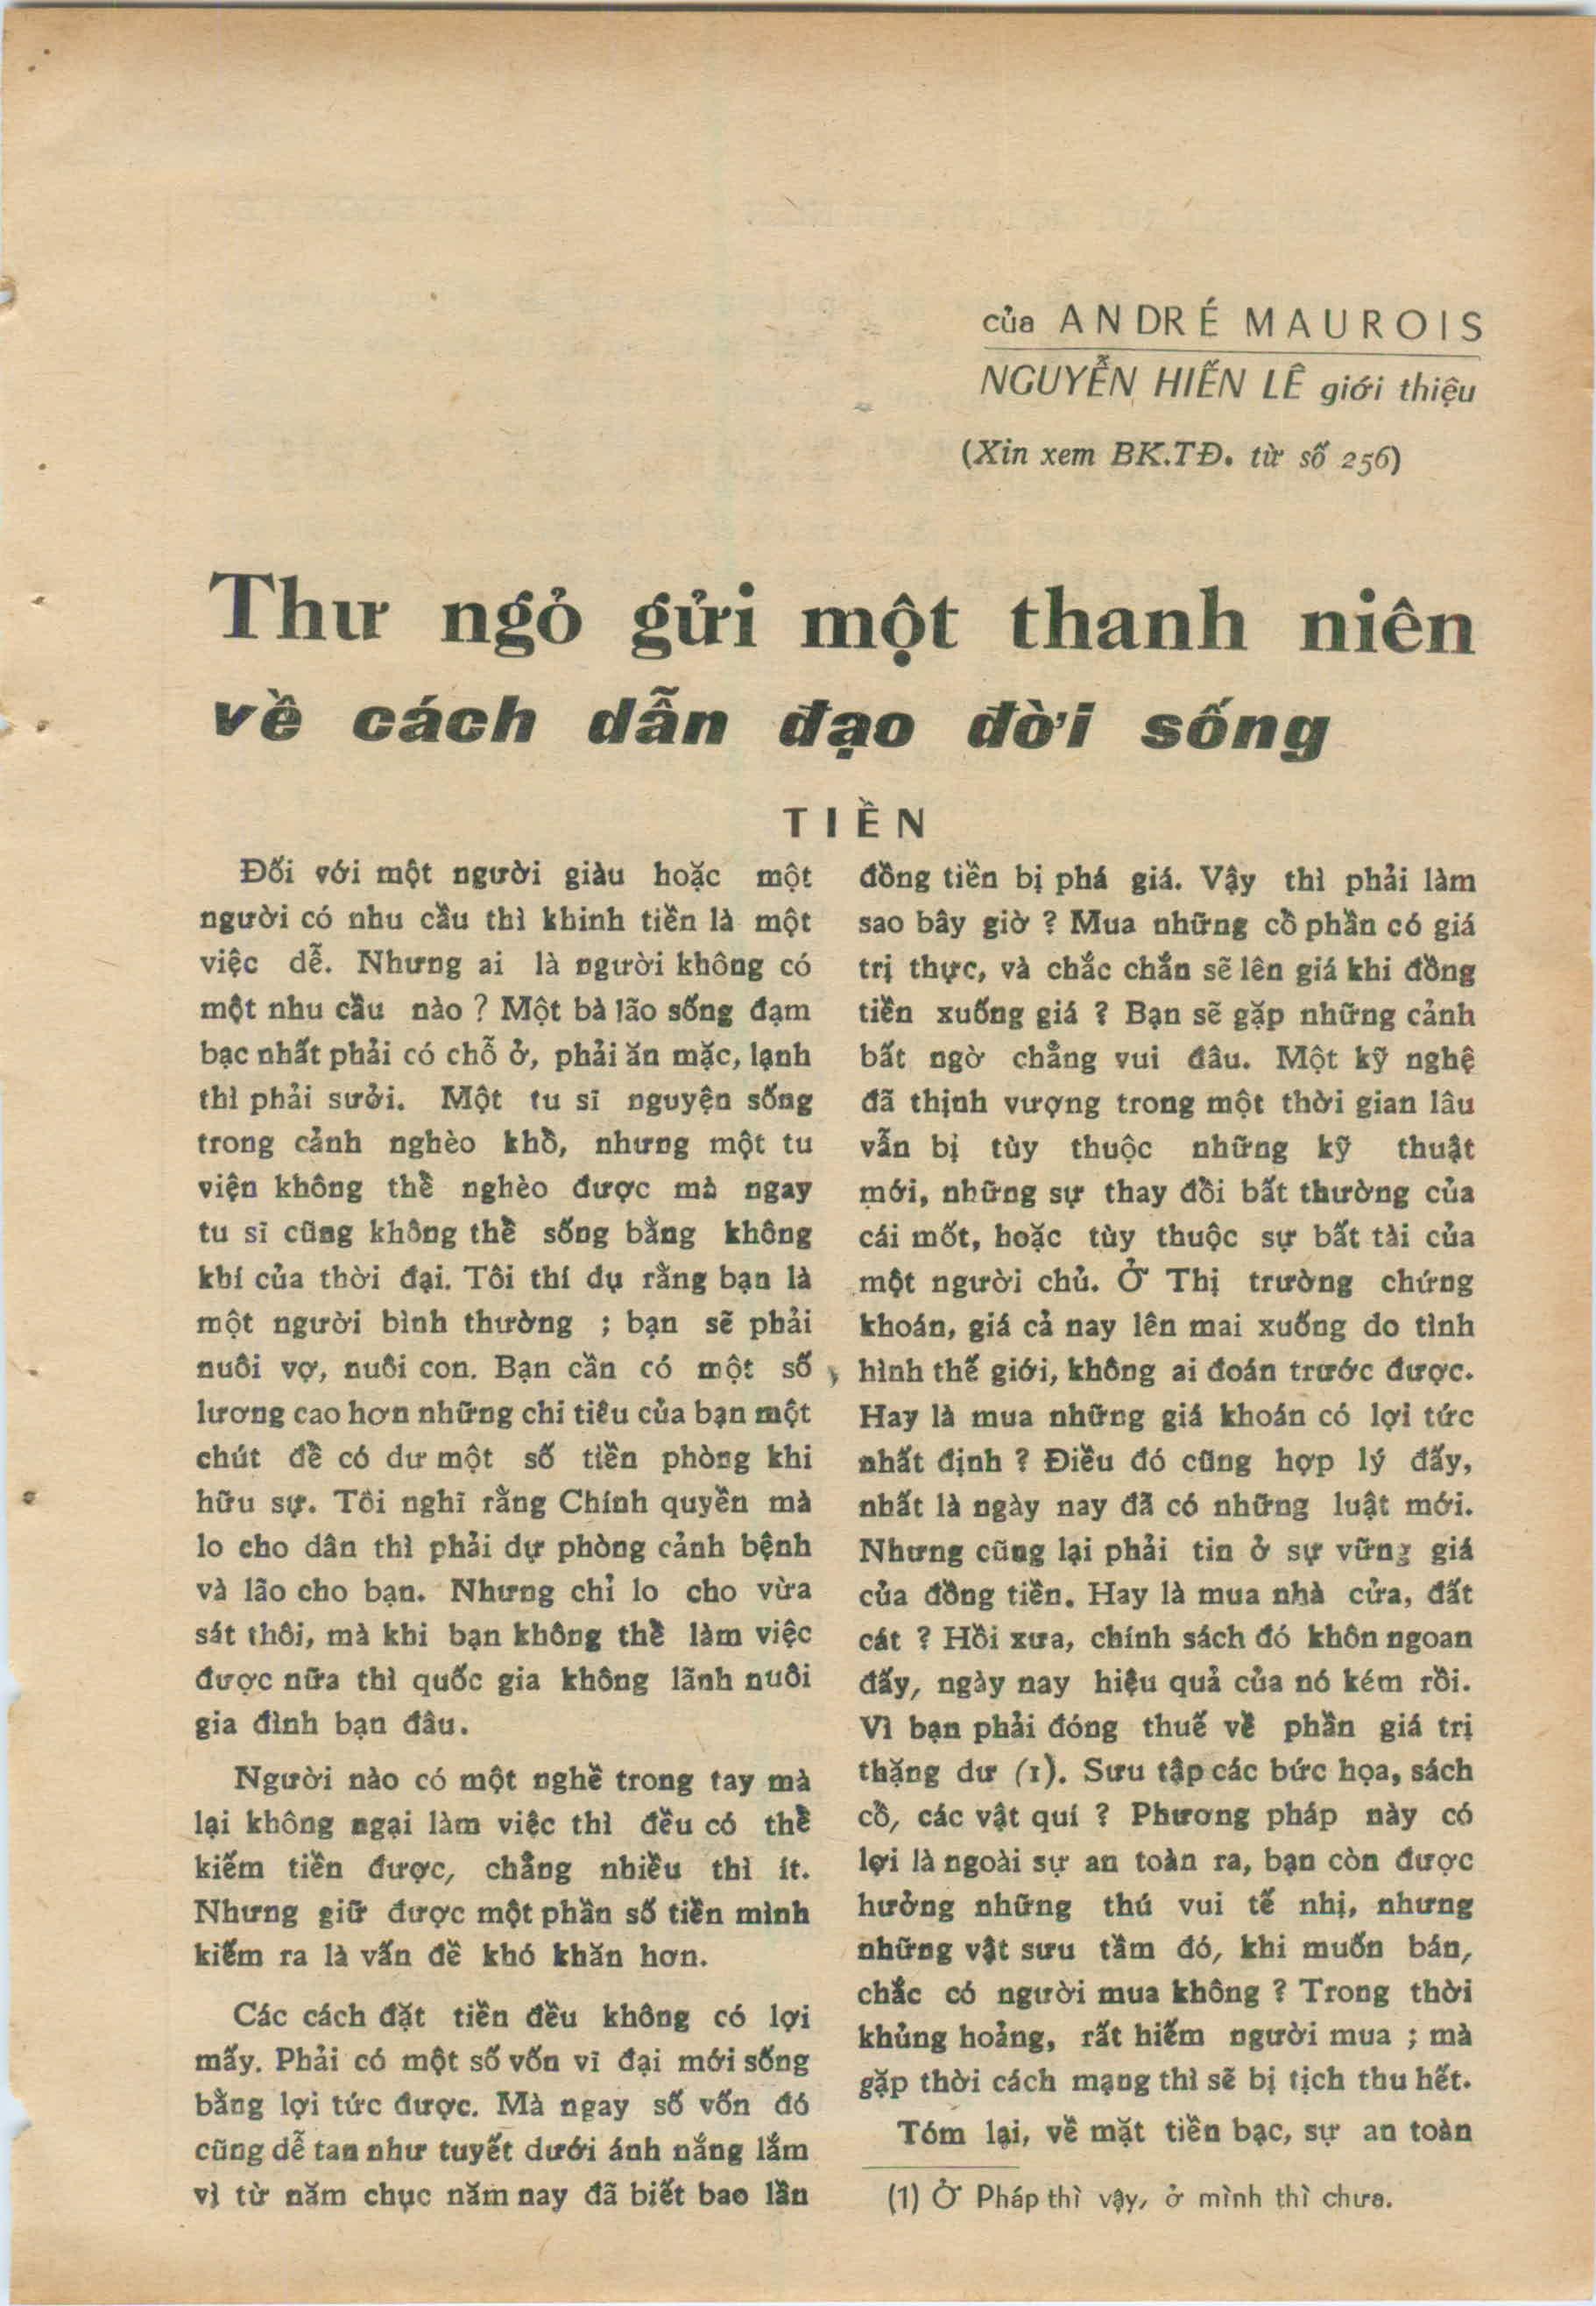 của ANDRÉ MAUROIS
NGUYỄN HIẾN LÊ giới thiệu
(Xin xem BK.TĐ. từ số 256)
Thư ngỏ gửi một thanh niên
về cách dẫn đạo đời sống
TIỀN
Đối với một người giàu hoặc một
người có nhu cầu thì khinh tiền là một
việc dễ. Nhưng ai là người không có
một nhu cầu nào ? Một bà lão sống đạm
bạc nhất phải có chỗ ở, phải ăn mặc, lạnh
thì phải sưởi. Một tu sĩ nguyện sống
trong cảnh nghèo khổ, nhưng một tu
viện không thể nghèo được mà ngay
tu sĩ cũng không thể sống bằng không
khí của thời đại. Tôi thí dụ rằng bạn là
một người bình thường ; bạn sẽ phải
nuôi vợ, nuôi con. Bạn cần có một số
lương cao hơn những chi tiêu của bạn một
chút để có dư một số tiền phòng khi
hữu sự. Tôi nghĩ rằng Chính quyền mà
lo cho dân thì phải dự phòng cảnh bệnh
và lão cho bạn. Nhưng chỉ lo cho vừa
sát thôi, mà khi bạn không thể làm việc
được nữa thì quốc gia không lãnh nuôi
gia đình bạn đâu.
Người nào có một nghề trong tay mà
lại không ngại làm việc thì đều có thể
kiếm tiền được, chẳng nhiều thì ít.
Nhưng giữ được một phần số tiền mình
kiếm ra là vấn đề khó khăn hơn.
Các cách đặt tiền đều không có lợi
mấy. Phải có một số vốn vĩ đại mới sống
bằng lợi tức được. Mà ngay số vốn đó
cũng dễ tan như tuyết dưới ánh nắng lắm
vì từ năm chục năm nay đã biết bao lần
đồng tiền bị phá giá. Vậy thì phải làm
sao bây giờ ? Mua những cổ phần có giá
trị thực, và chắc chắn sẽ lên giá khi đồng
tiền xuống giá ? Bạn sẽ gặp những cảnh
bất ngờ chẳng vui đâu. Một kỹ nghệ
đã thịnh vượng trong một thời gian lâu
vẫn bị tùy thuộc những kỹ thuật
mới, những sự thay đổi bất thường của
cái mốt, hoặc tùy thuộc sự bất tài của
một người chủ. Ở Thị trường chứng
khoán, giá cả nay lên mai xuống do tình
hình thế giới, không ai đoán trước được.
Hay là mua những giá khoán có lợi tức
nhất định ? Điều đó cũng hợp lý đấy,
nhất là ngày nay đã có những luật mới.
Nhưng cũng lại phải tin ở sự vững giá
của đồng tiền. Hay là mua nhà cửa, đất
cát ? Hồi xưa, chính sách đó khôn ngoan
đấy, ngày nay hiệu quả của nó kém rồi.
Vì bạn phải đóng thuế về phần giá trị
thặng dư (1). Sưu tập các bức họa, sách
cổ, các vật quí ? Phương pháp này có
lợi là ngoài sự an toàn ra, bạn còn được
hưởng những thú vui tế nhị, nhưng
những vật sưu tầm đó, khi muốn bán,
chắc có người mua không ? Trong thời
khủng hoảng, rất hiếm người mua ; mà
gặp thời cách mạng thì sẽ bị tịch thu hết.
Tóm lại, về mặt tiền bạc, sự an toàn
(1) Ở Pháp thì vậy, ở mình thì chưa.